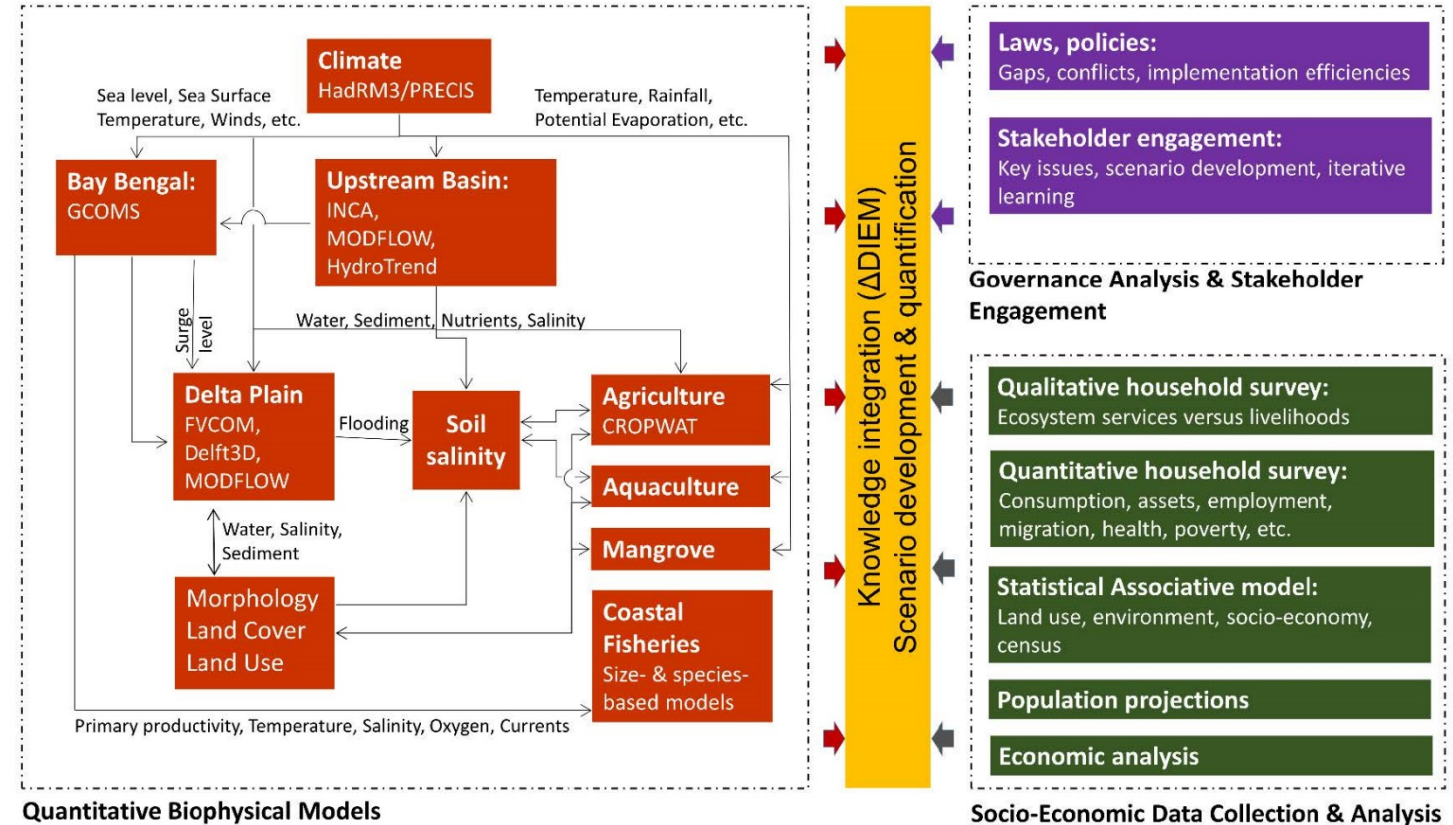 Climate
HadRM3/PRECIS
Sea level, Sea Surface
Temperature, Winds, etc.
Temperature, Rainfall,
Potential Evaporation, etc.
Bay Bengal:
GCOMS
Upstream Basin:
INCA,
MODFLOW,
HydroTrend
Surge
level
Water, Sediment, Nutrients, Salinity
Delta Plain
FVCOM,
Delft3D,
MODFLOW
Flooding
Soil
salinity
Agriculture
CROPWAT
Aquaculture
Mangrove
Water, Salinity,
Sediment
Morphology
Land Cover
Land Use
Coastal
Fisheries
Size- & species-
based models
Primary productivity, Temperature, Salinity, Oxygen, Currents
Quantitative Biophysical Models
Knowledge integration (ΔDIEM)
Scenario development & quantification
Laws, policies:
Gaps, conflicts, implementation efficiencies
Stakeholder engagement:
Key issues, scenario development, iterative
learning
Governance Analysis & Stakeholder
Engagement
Qualitative household survey:
Ecosystem services versus livelihoods
Quantitative household survey:
Consumption, assets, employment,
migration, health, poverty, etc.
Statistical Associative model:
Land use, environment, socio-economy,
census
Population projections
Economic analysis
Socio-Economic Data Collection & Analysis